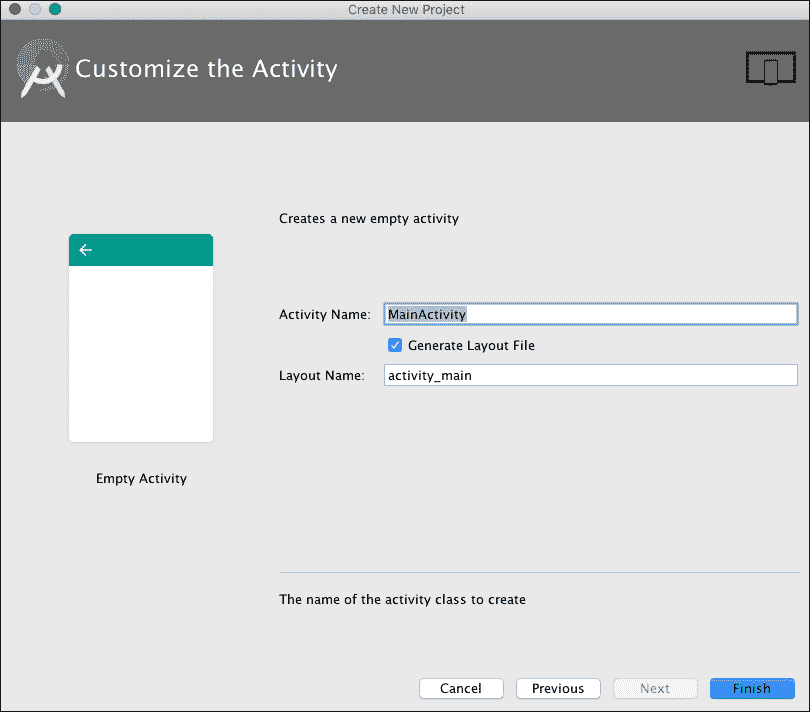 Create New Project
Customize the Activity
Creates a new empty activity
Activity Name: MainActivity
Generate Layout File
Layout Name: activity_main
Empty Activity
The name of the activity class to create
Cancel Previous Next Finish